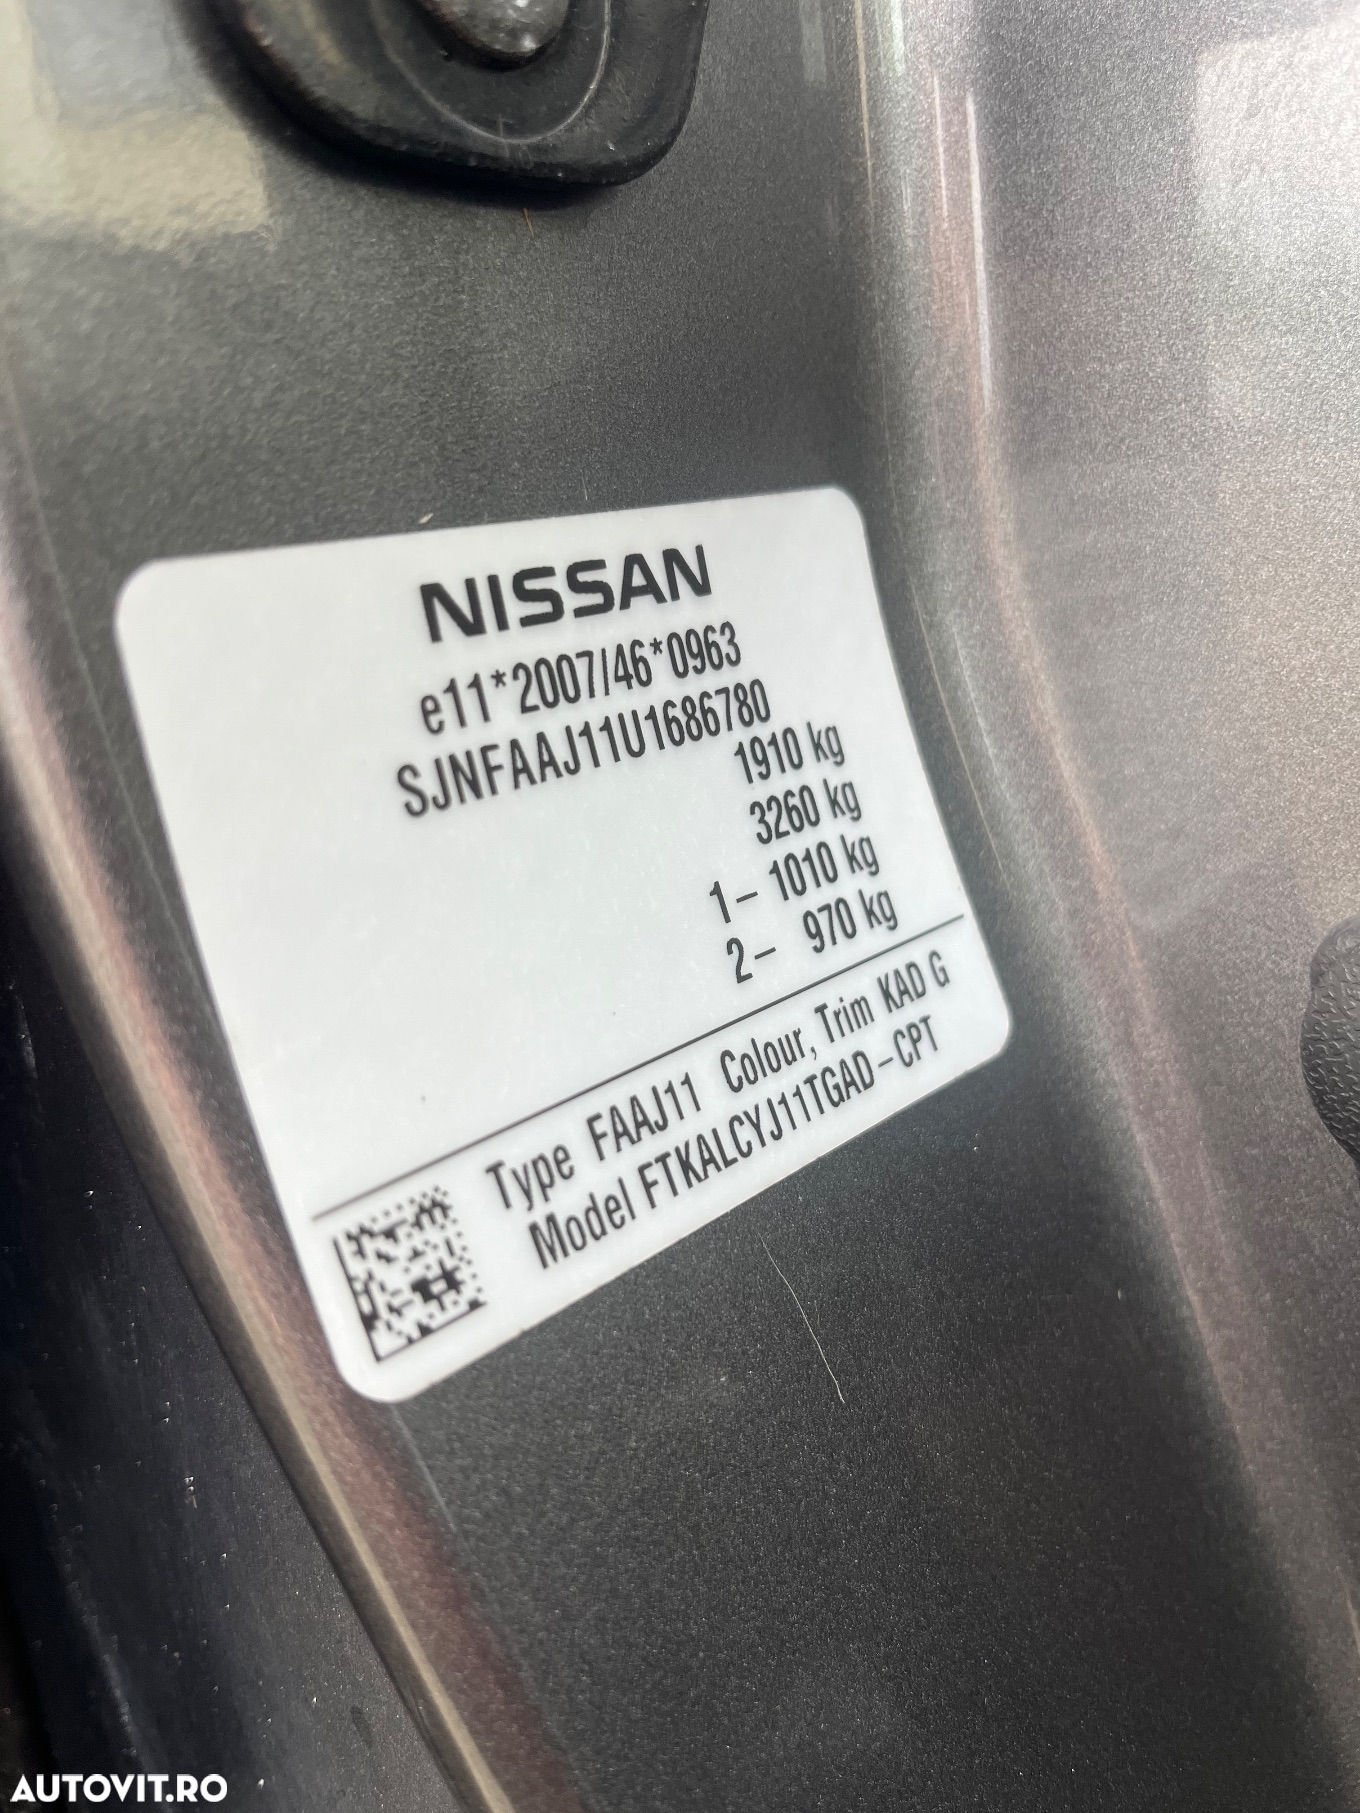 NISSAN
e11*2007/46*0963
SJNFAAJ11U1686780
1910 kg
3260 kg
1- 1010 kg
2- 970 kg
Type FAAJ11 Colour, Trim KAD G
Model FTKALCYJ11TGAD-CPT
AUTOVIT.RO